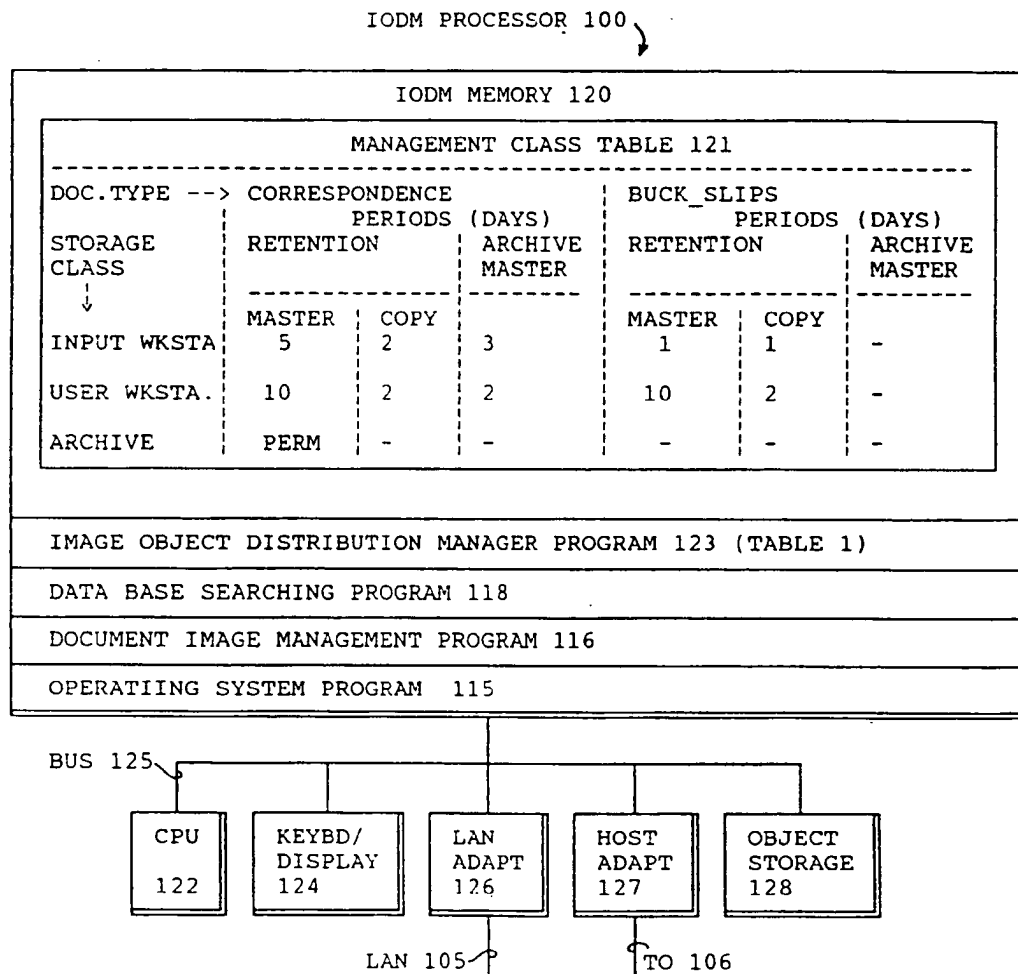 IODM PROCESSOR 100
IODM MEMORY 120
MANAGEMENT CLASS TABLE 121
DOC.TYPE --> CORRESPONDENCE BUCK_SLIPS
PERIODS (DAYS) PERIODS (DAYS)
STORAGE RETENTION ARCHIVE RETENTION ARCHIVE
CLASS MASTER MASTER
MASTER COPY MASTER COPY
INPUT WKSTA 5 2 3 1 1 -
USER WKSTA. 10 2 2 10 2 -
ARCHIVE PERM - - - - -
IMAGE OBJECT DISTRIBUTION MANAGER PROGRAM 123 (TABLE 1)
DATA BASE SEARCHING PROGRAM 118
DOCUMENT IMAGE MANAGEMENT PROGRAM 116
OPERATIING SYSTEM PROGRAM 115
BUS 125
CPU KEYBD/ LAN HOST OBJECT
DISPLAY ADAPT ADAPT STORAGE
122 124 126 127 128
LAN 105 TO 106